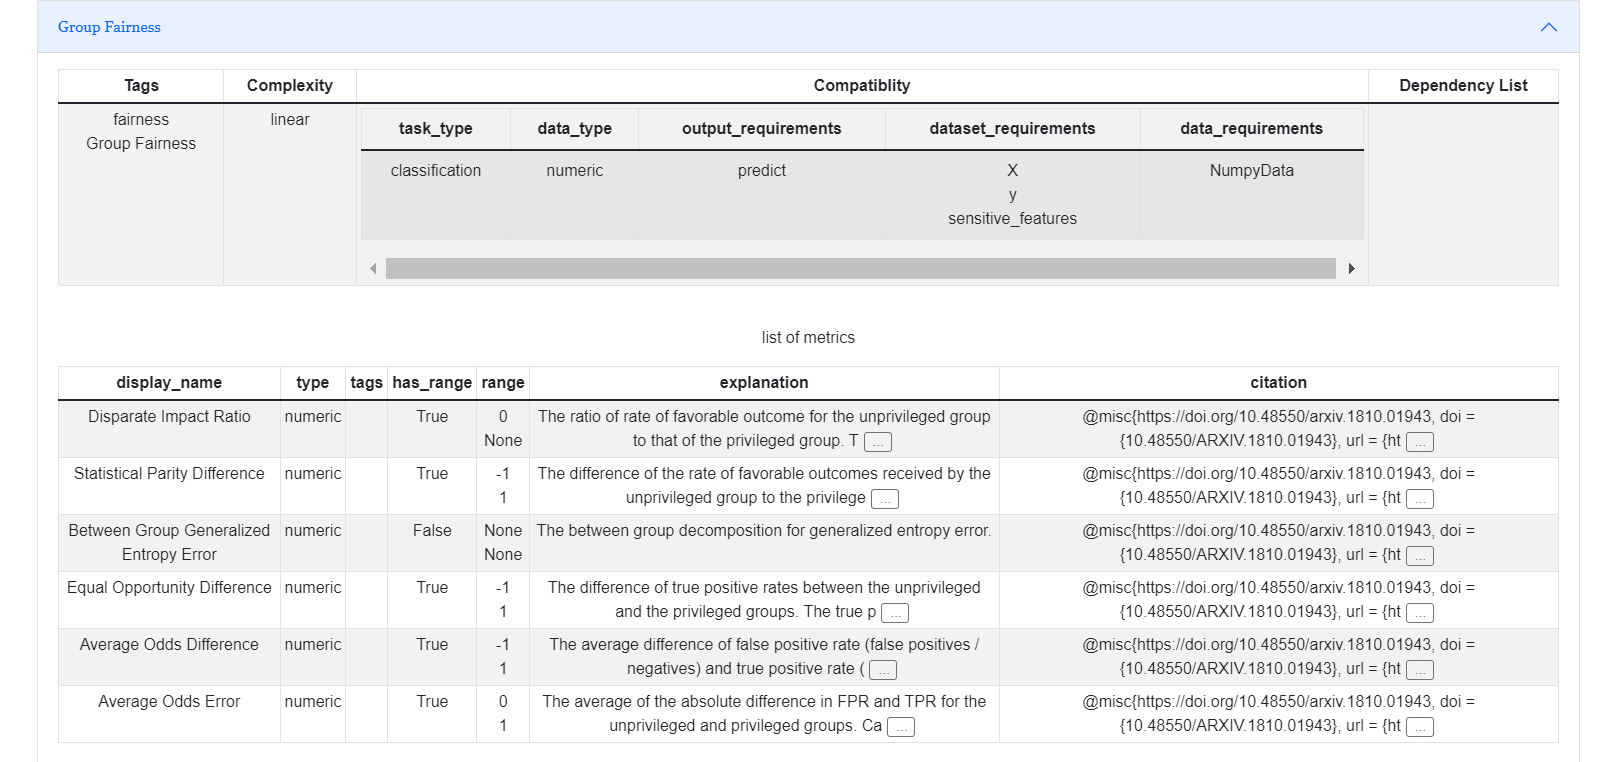 Group Fairness
Tags Complexity Compatiblity Dependency List
fairness linear
Group Fairness
task_type data_type output_requirements dataset_requirements data_requirements
classification numeric predict X NumpyData
y
sensitive_features
list of metrics
display_name type tags has_range range explanation citation
Disparate Impact Ratio numeric True 0 The ratio of rate of favorable outcome for the unprivileged group @misc{https://doi.org/10.48550/arxiv.1810.01943, doi =
None to that of the privileged group. T ... {10.48550/ARXIV.1810.01943}, url = {ht ...
Statistical Parity Difference numeric True -1 The difference of the rate of favorable outcomes received by the @misc{https://doi.org/10.48550/arxiv.1810.01943, doi =
1 unprivileged group to the privilege ... {10.48550/ARXIV.1810.01943}, url = {ht ...
Between Group Generalized numeric False None The between group decomposition for generalized entropy error. @misc{https://doi.org/10.48550/arxiv.1810.01943, doi =
Entropy Error None {10.48550/ARXIV.1810.01943}, url = {ht ...
Equal Opportunity Difference numeric True -1 The difference of true positive rates between the unprivileged @misc{https://doi.org/10.48550/arxiv.1810.01943, doi =
1 and the privileged groups. The true p ... {10.48550/ARXIV.1810.01943}, url = {ht ...
Average Odds Difference numeric True -1 The average difference of false positive rate (false positives / @misc{https://doi.org/10.48550/arxiv.1810.01943, doi =
1 negatives) and true positive rate ( ... {10.48550/ARXIV.1810.01943}, url = {ht ...
Average Odds Error numeric True 0 The average of the absolute difference in FPR and TPR for the @misc{https://doi.org/10.48550/arxiv.1810.01943, doi =
1 unprivileged and privileged groups. Ca ... {10.48550/ARXIV.1810.01943}, url = {ht ...